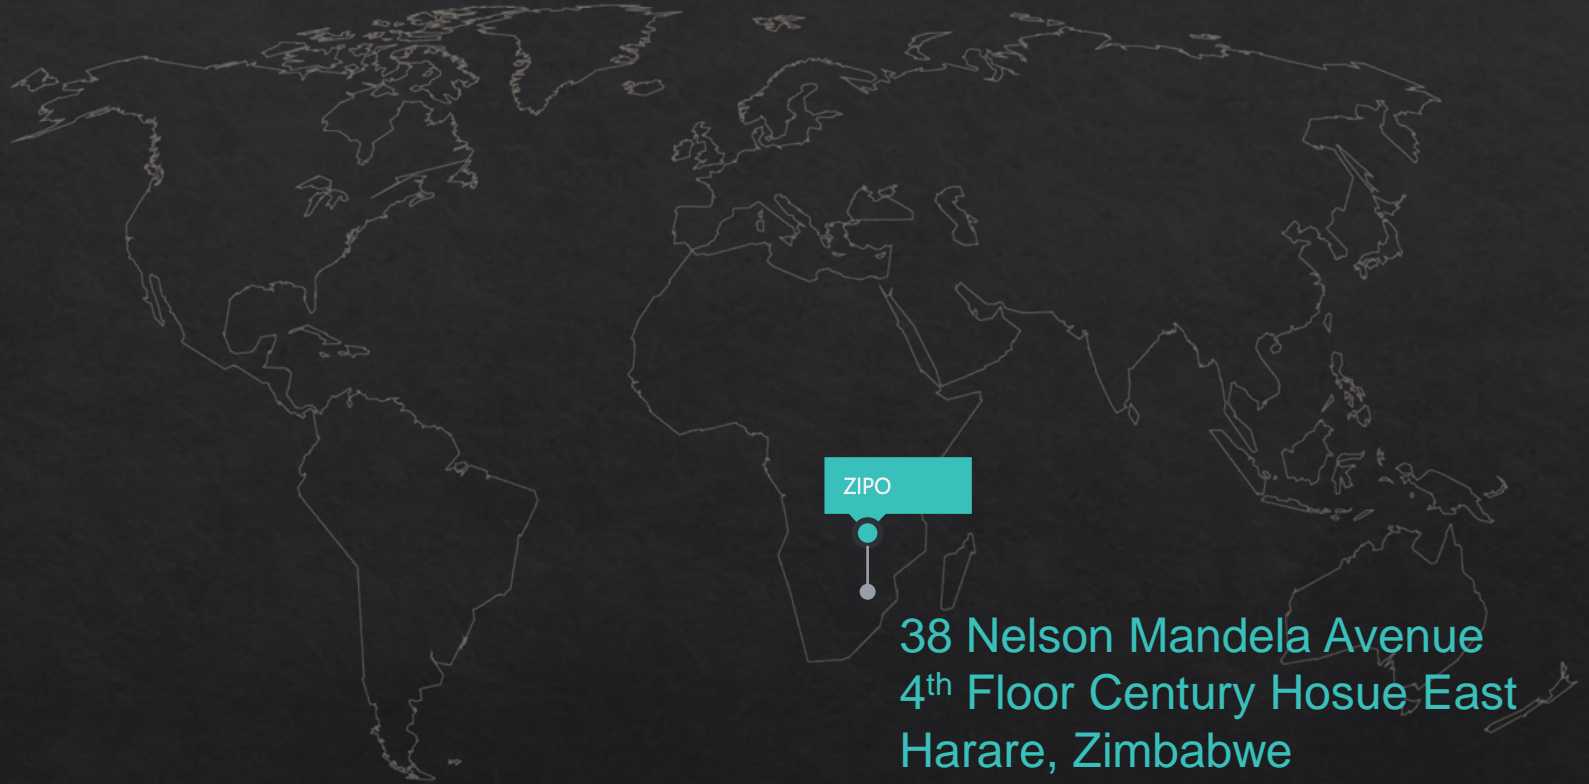 ZIPO
38 Nelson Mandela Avenue
4th Floor Century Hosue East
Harare, Zimbabwe